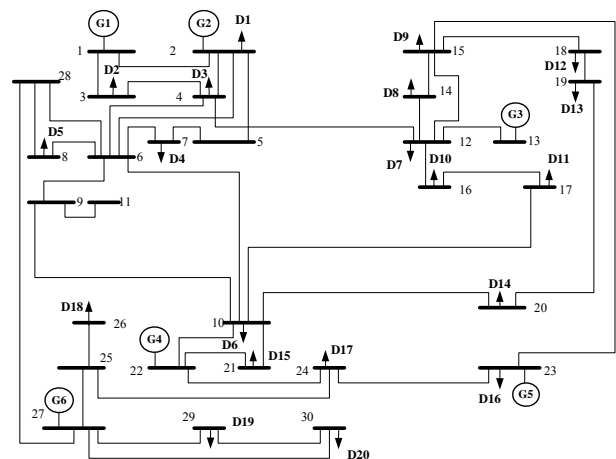 G1 G2 D1 D9
1 2 15 18
28 D2 D3 D12
D8 14 19
3 4 G3 D13
D5
8 6 7 5 12 13
D4 D7 D10 D11
16 17
9 11
D14
D18 20
26 10
G4 D6 D15 D17
25 22 21 24 23
G6 D16 G5
27 29 D19 30
D20